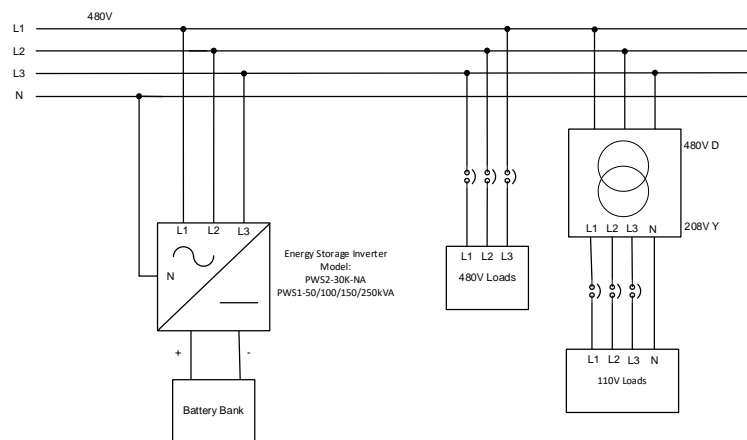 480V
L1
L2
L3
N
480V D
208V Y
L1 L2 L3 N
L1 L2 L3
N
Energy Storage Inverter
Model:
PWS2-30K-NA
PWS1-50/100/150/250kVA
L1 L2 L3
480V Loads
L1 L2 L3 N
110V Loads
+ -
Battery Bank